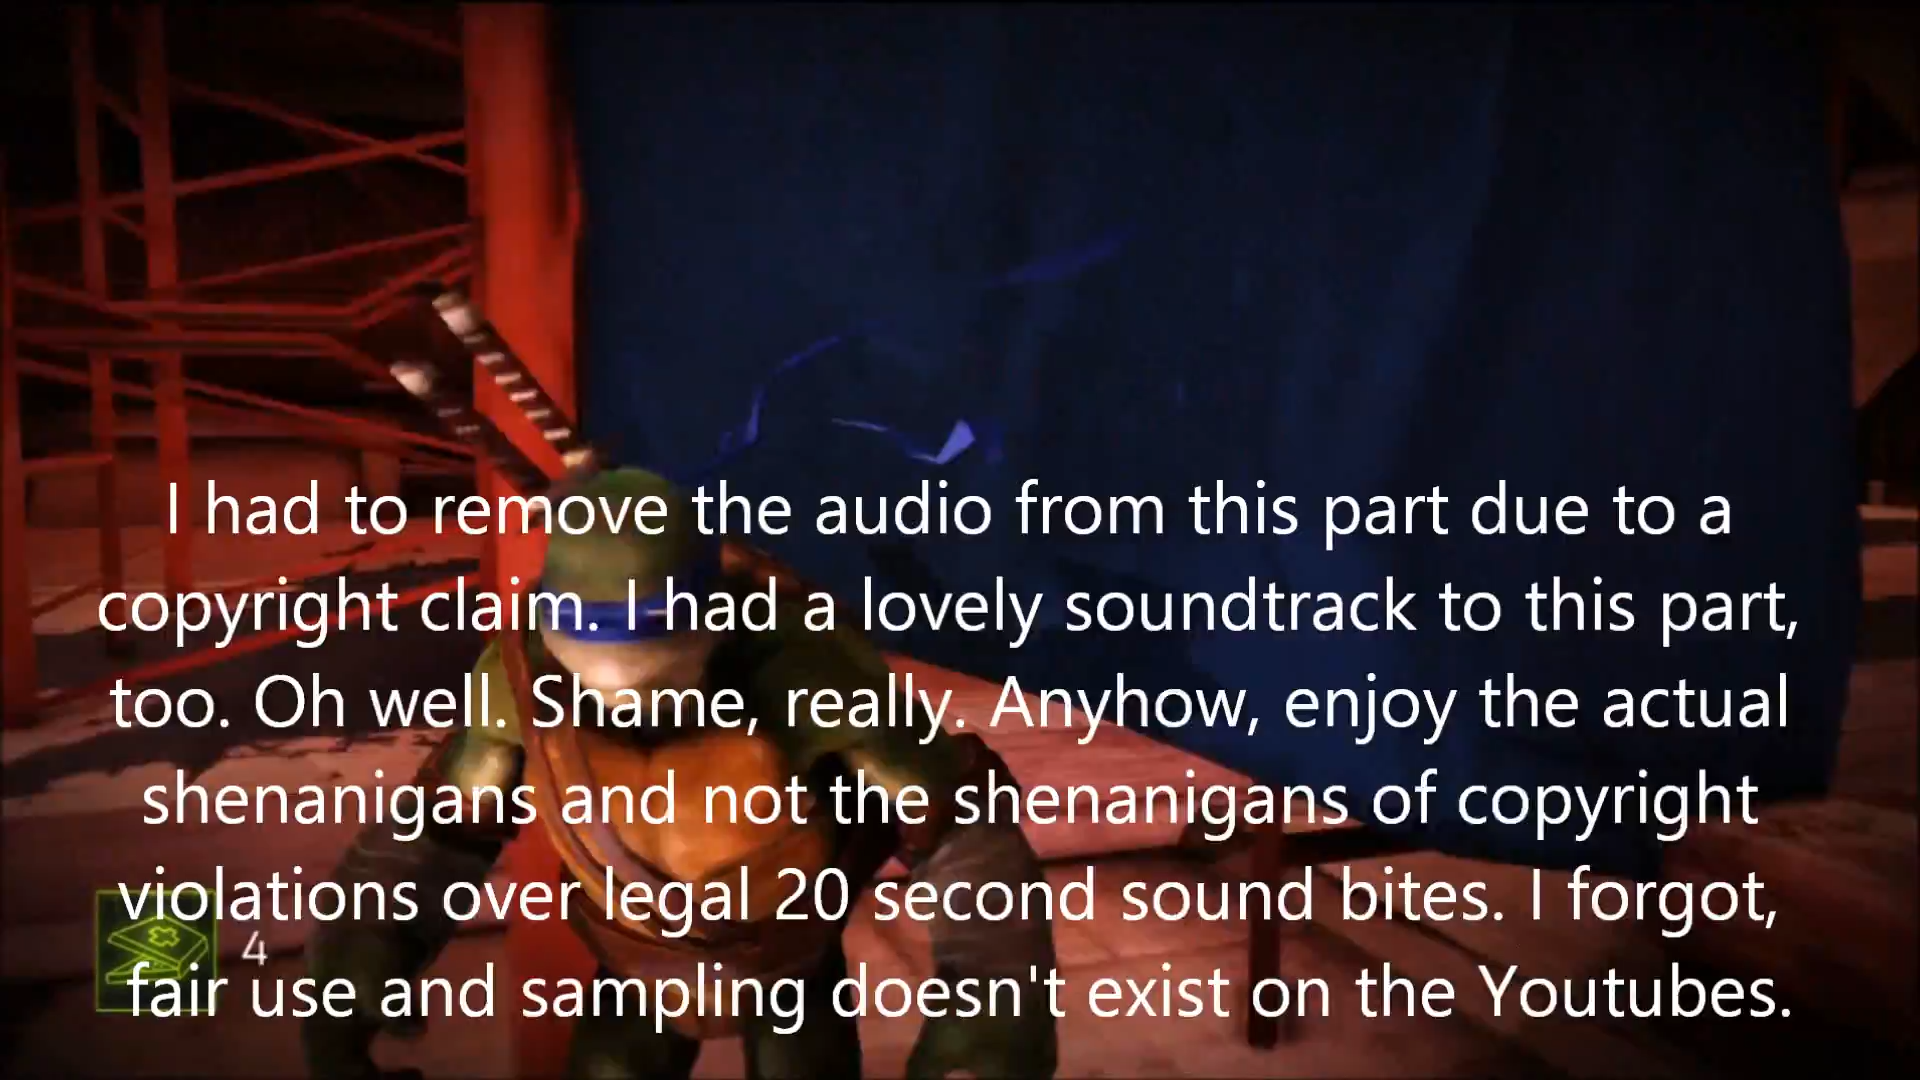 I had to remove the audio from this part due to a
copyright claim. I had a lovely soundtrack to this part,
too. Oh well. Shame, really. Anyhow, enjoy the actual
shenanigans and not the shenanigans of copyright
violations over legal 20 second sound bites. I forgot,
4
fair use and sampling doesn't exist on the Youtubes.